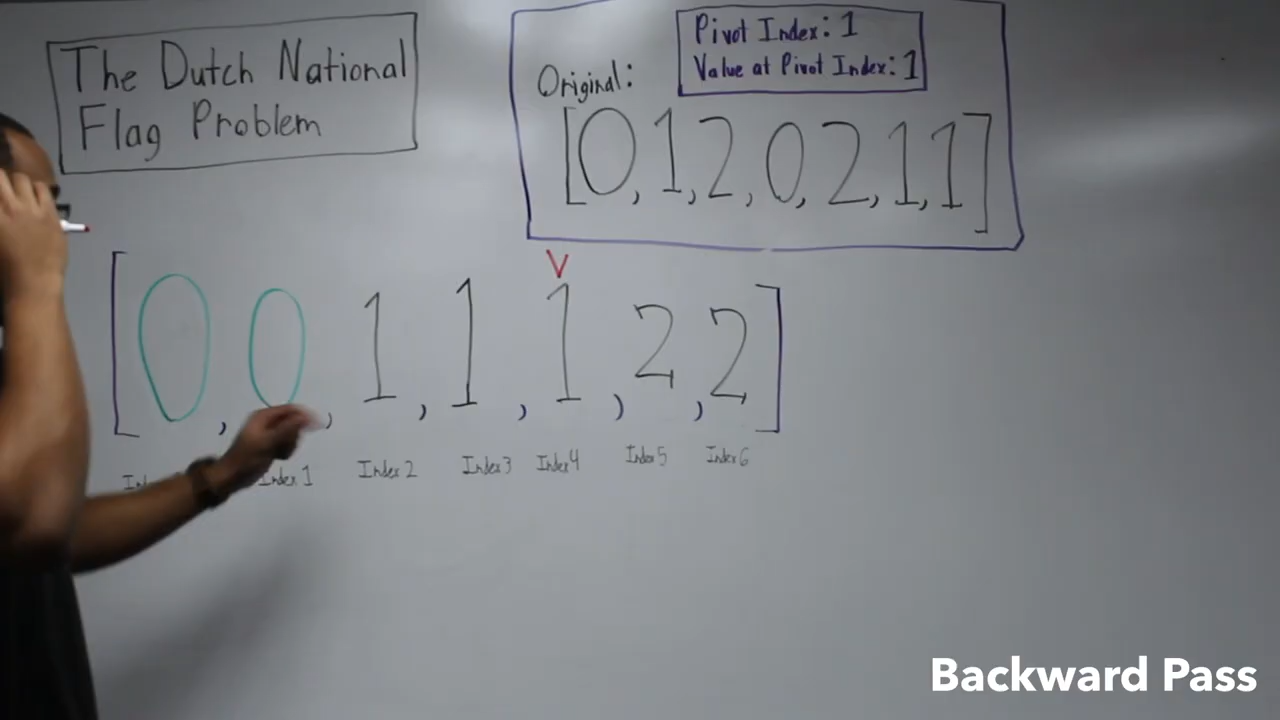 The Dutch National
Flag Problem
Pivot Index: 1
Value at Pivot Index: 1
Original:
[0, 1, 2, 0, 2, 1, 1]
V
[0, 0, 1, 1, 1, 2, 2]
Index 1 Index 2 Index 3 Index 4 Index 5 Index 6
Backward Pass